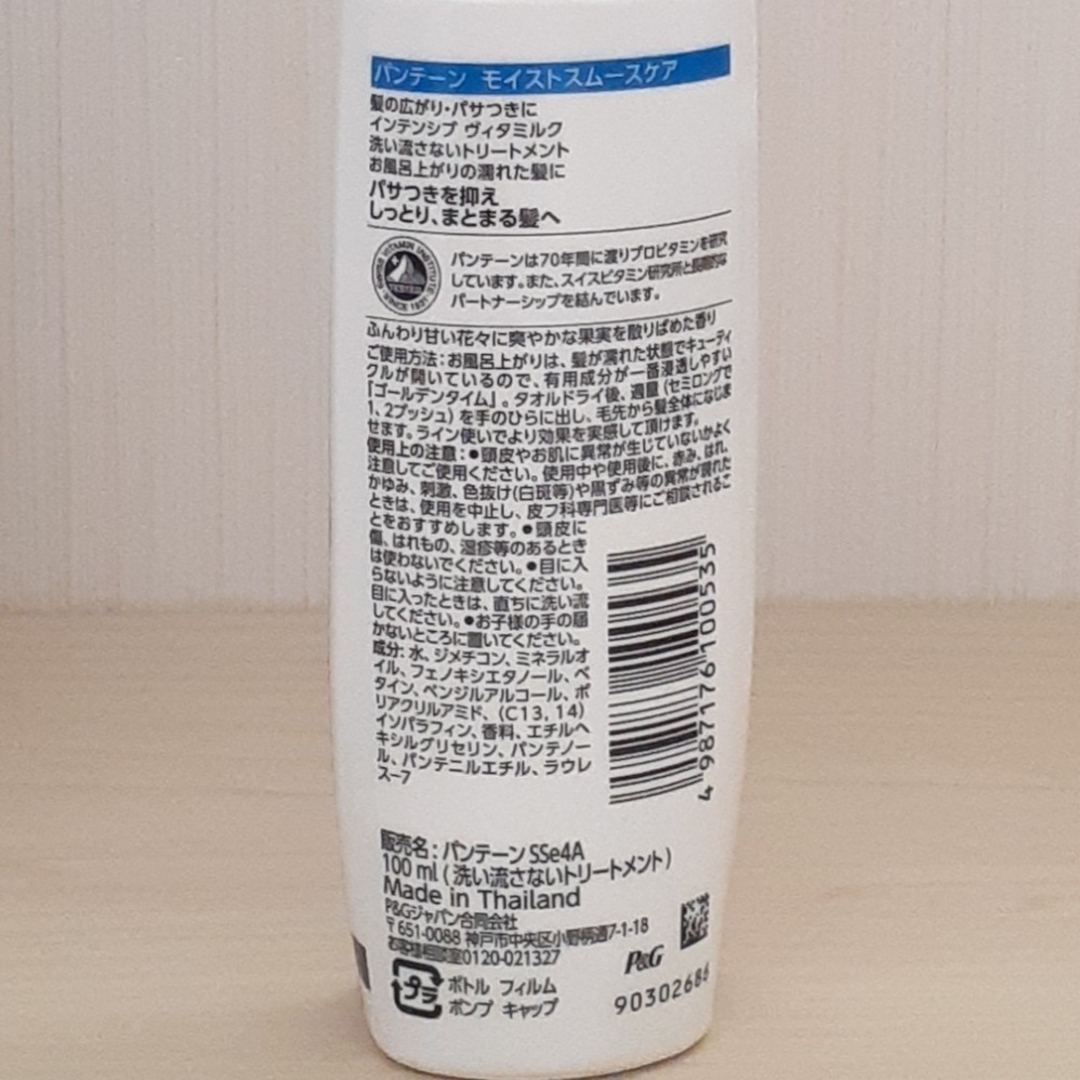 パンテーン モイストスムースケア
髪の広がり・パサつきに
インテンシブ ヴィタミルク
洗い流さないトリートメント
お風呂上がりの濡れた髪に
パサつきを抑え
しっとり、まとまる髪へ
SWISS VITAMIN INSTITUTE
SINCE 1931
パンテーンは70年間に渡りプロビタミンを研究
しています。また、スイスビタミン研究所と長期的な
パートナーシップを結んでいます。
ふんわり甘い花々に爽やかな果実を散りばめた香り
ご使用方法：お風呂上がりは、髪が濡れた状態でキューティ
クルが開いているので、有用成分が一番浸透しやすい
「ゴールデンタイム」。タオルドライ後、適量（セミロングで
1、2プッシュ）を手のひらに出し、毛先から髪全体になじま
せます。ライン使いでより効果を実感して頂けます。
使用上の注意：●頭皮やお肌に異常が生じていないかよく
注意してご使用ください。使用中や使用後に、赤み、はれ、
かゆみ、刺激、色抜け(白斑等)や黒ずみ等の異常が現れた
ときは、使用を中止し、皮フ科専門医等にご相談されるこ
とをおすすめします。●頭皮に
傷、はれもの、湿疹等のあるとき
は使わないでください。●目に入
らないように注意してください。
目に入ったときは、直ちに洗い流
してください。●お子様の手の届
かないところに置いてください。
成分：水、ジメチコン、ミネラルオ
イル、フェノキシエタノール、ベ
タイン、ベンジルアルコール、ポ
リアクリルアミド、（C13，14）
イソパラフィン、香料、エチルヘ
キシルグリセリン、パンテノー
ル、パンテニルエチル、ラウレ
ス-7
4 987176 100535
販売名：パンテーンSSe4A
100 ml（洗い流さないトリートメント）
Made in Thailand
P&Gジャパン合同会社
〒651-0088 神戸市中央区小野柄通7-1-18
お客様相談室0120-021327
P&G
プラ
ボトル フィルム
ポンプ キャップ
90302686